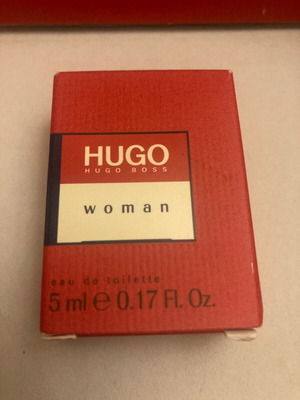 HUGO
HUGO BOSS
woman
eau de toilette
5 ml e 0.17 Fl. Oz.